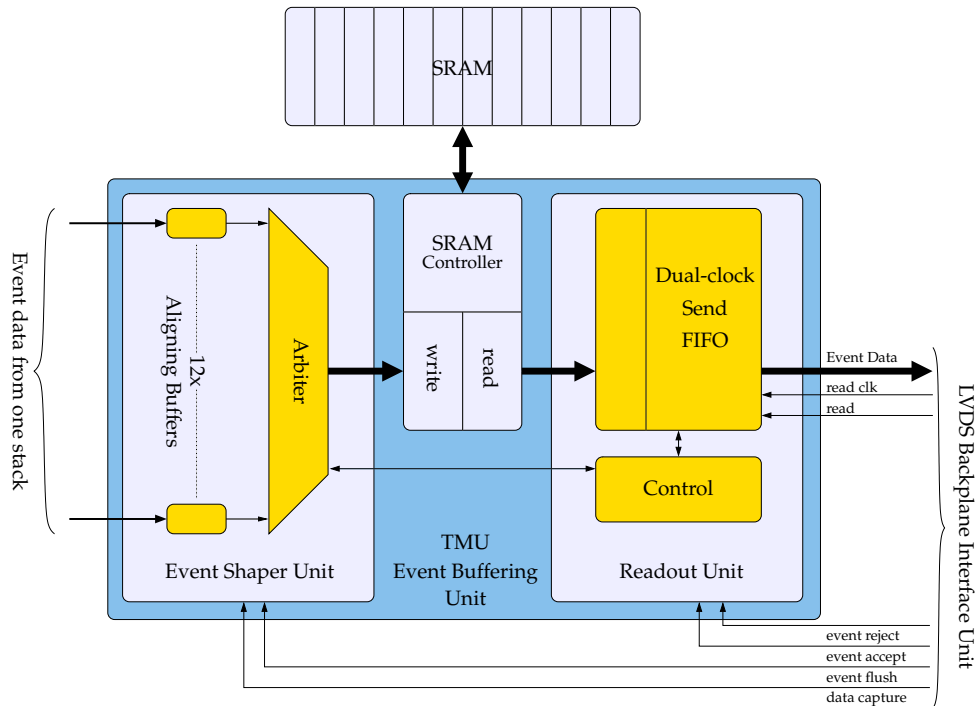 SRAM
Event data from one stack
Aligning Buffers
12x
Arbiter
SRAM
Controller
write
read
Dual-clock
Send
FIFO
Control
Event Shaper Unit
TMU
Event Buffering
Unit
Readout Unit
Event Data
read clk
read
event reject
event accept
event flush
data capture
LVDS Backplane Interface Unit